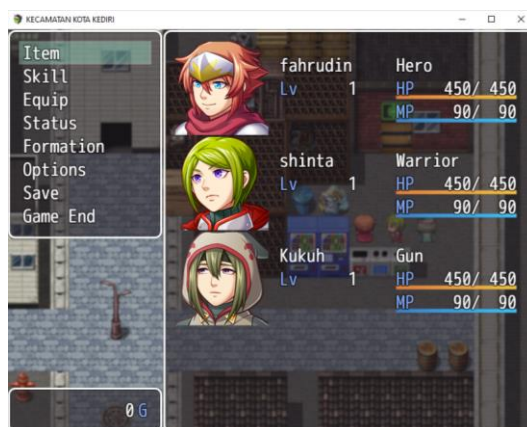 KECAMATAN KOTA KEDIRI
Item
Skill
Equip
Status
Formation
Options
Save
Game End
fahrudin Hero
Lv 1 HP 450/ 450
MP 90/ 90
shinta Warrior
Lv 1 HP 450/ 450
MP 90/ 90
Kukuh Gun
Lv 1 HP 450/ 450
MP 90/ 90
0 G